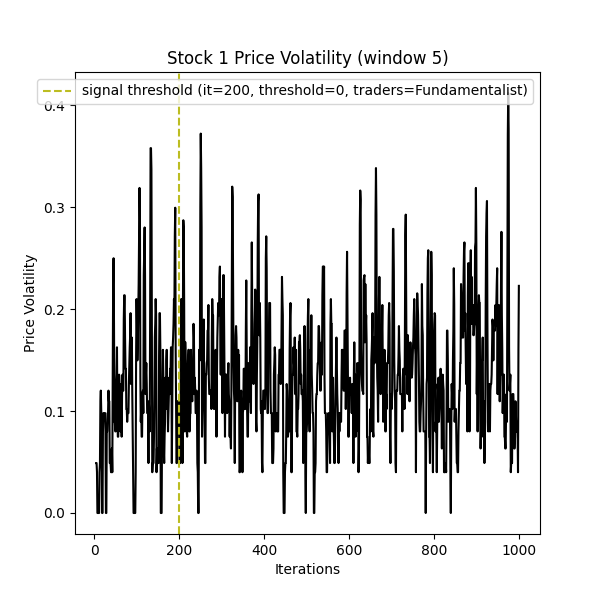 Stock 1 Price Volatility (window 5)
signal threshold (it=200, threshold=0, traders=Fundamentalist)
0.4
0.3
0.2
0.1
0.0
Price Volatility
0 200 400 600 800 1000
Iterations